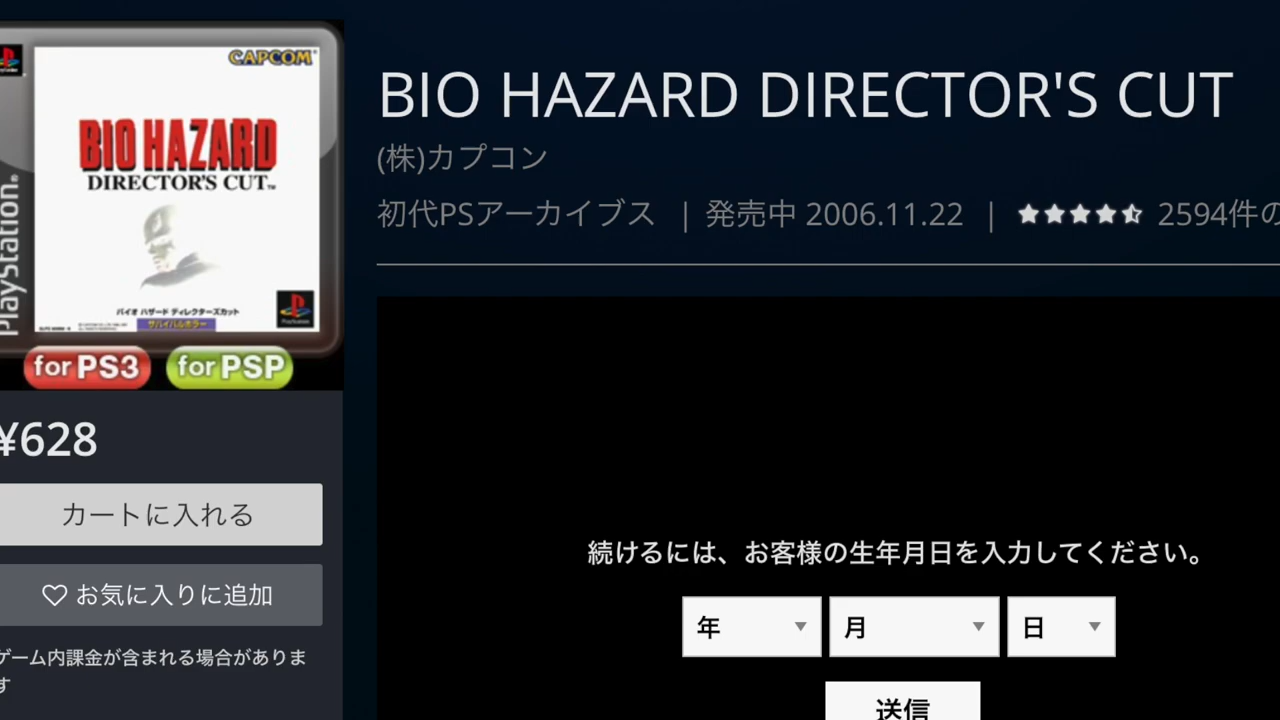 CAPCOM
BIO HAZARD
DIRECTOR'S CUT
バイオ ハザード ディレクターズカット
サバイバルホラー
PlayStation
for PS3
for PSP
¥628
カートに入れる
♡ お気に入りに追加
ゲーム内課金が含まれる場合がありま
す
BIO HAZARD DIRECTOR'S CUT
(株)カプコン
初代PSアーカイブス | 発売中 2006.11.22 | 2594件の
続けるには、お客様の生年月日を入力してください。
年 月 日
送信